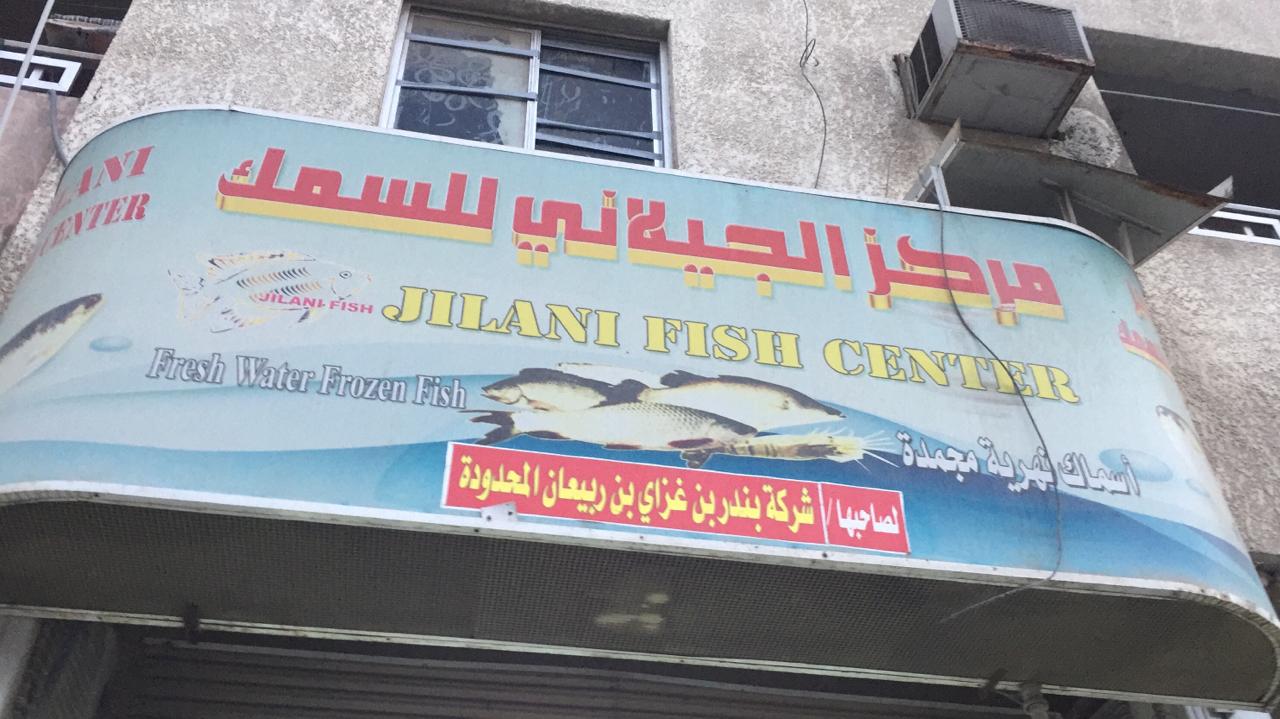 مركز الجيلاني للسمك
JILANI FISH
JILANI FISH CENTER
Fresh Water Frozen Fish
أسماك نهرية مجمدة
لصاحبها / شركة بندر بن غزاي بن ربيعان المحدودة
LANI
CENTER